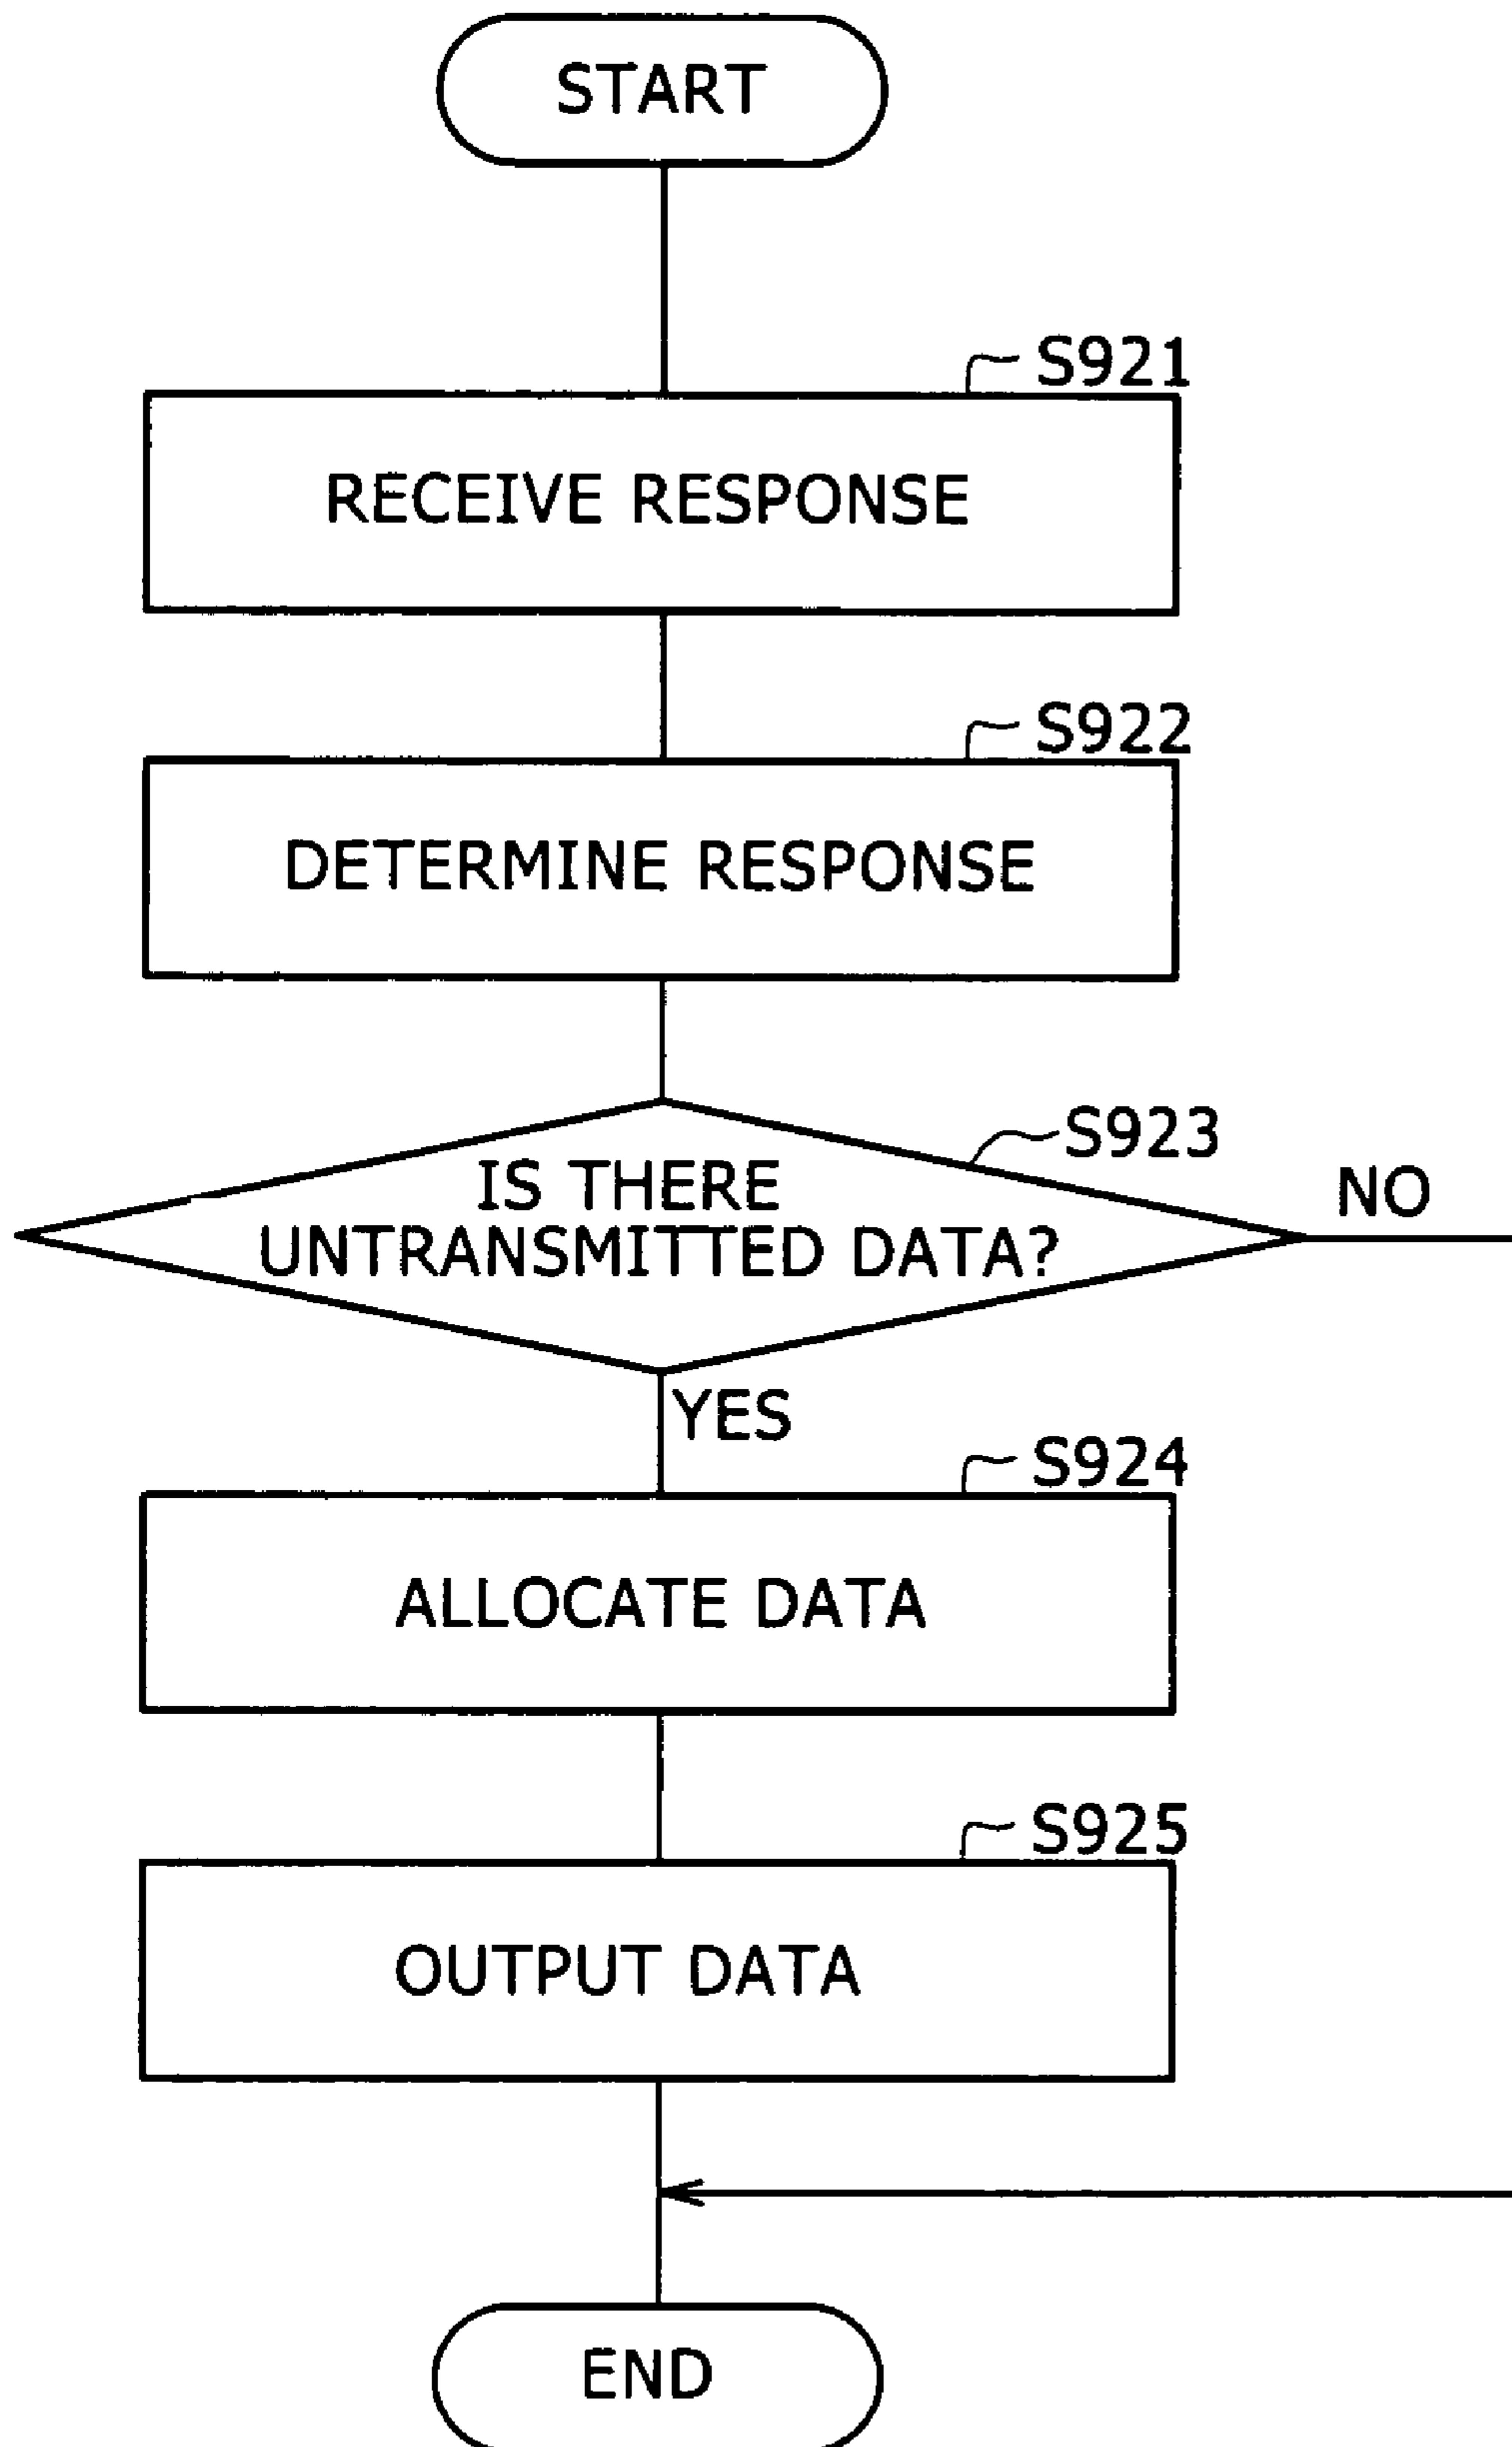 START
S921
RECEIVE RESPONSE
S922
DETERMINE RESPONSE
S923
IS THERE
UNTRANSMITTED DATA?
NO
YES
S924
ALLOCATE DATA
S925
OUTPUT DATA
END